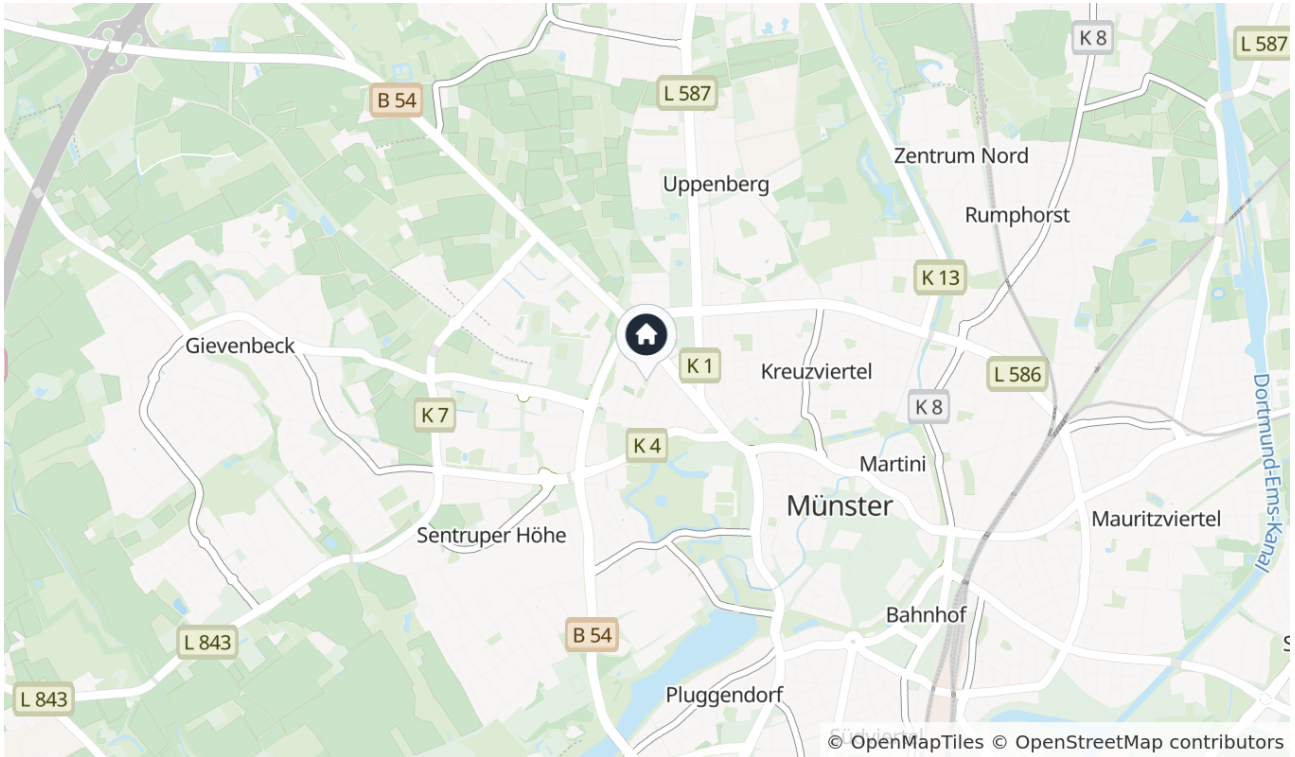 K 8
L 587
B 54
L 587
Zentrum Nord
Uppenberg
Rumphorst
K 13
Gievenbeck
K 1
Kreuzviertel
L 586
K 7
K 8
Dortmund-Ems-Kanal
K 4
Martini
Münster
Mauritzviertel
Sentruper Höhe
Bahnhof
B 54
L 843
S
Pluggendorf
L 843
Südviertel
© OpenMapTiles © OpenStreetMap contributors